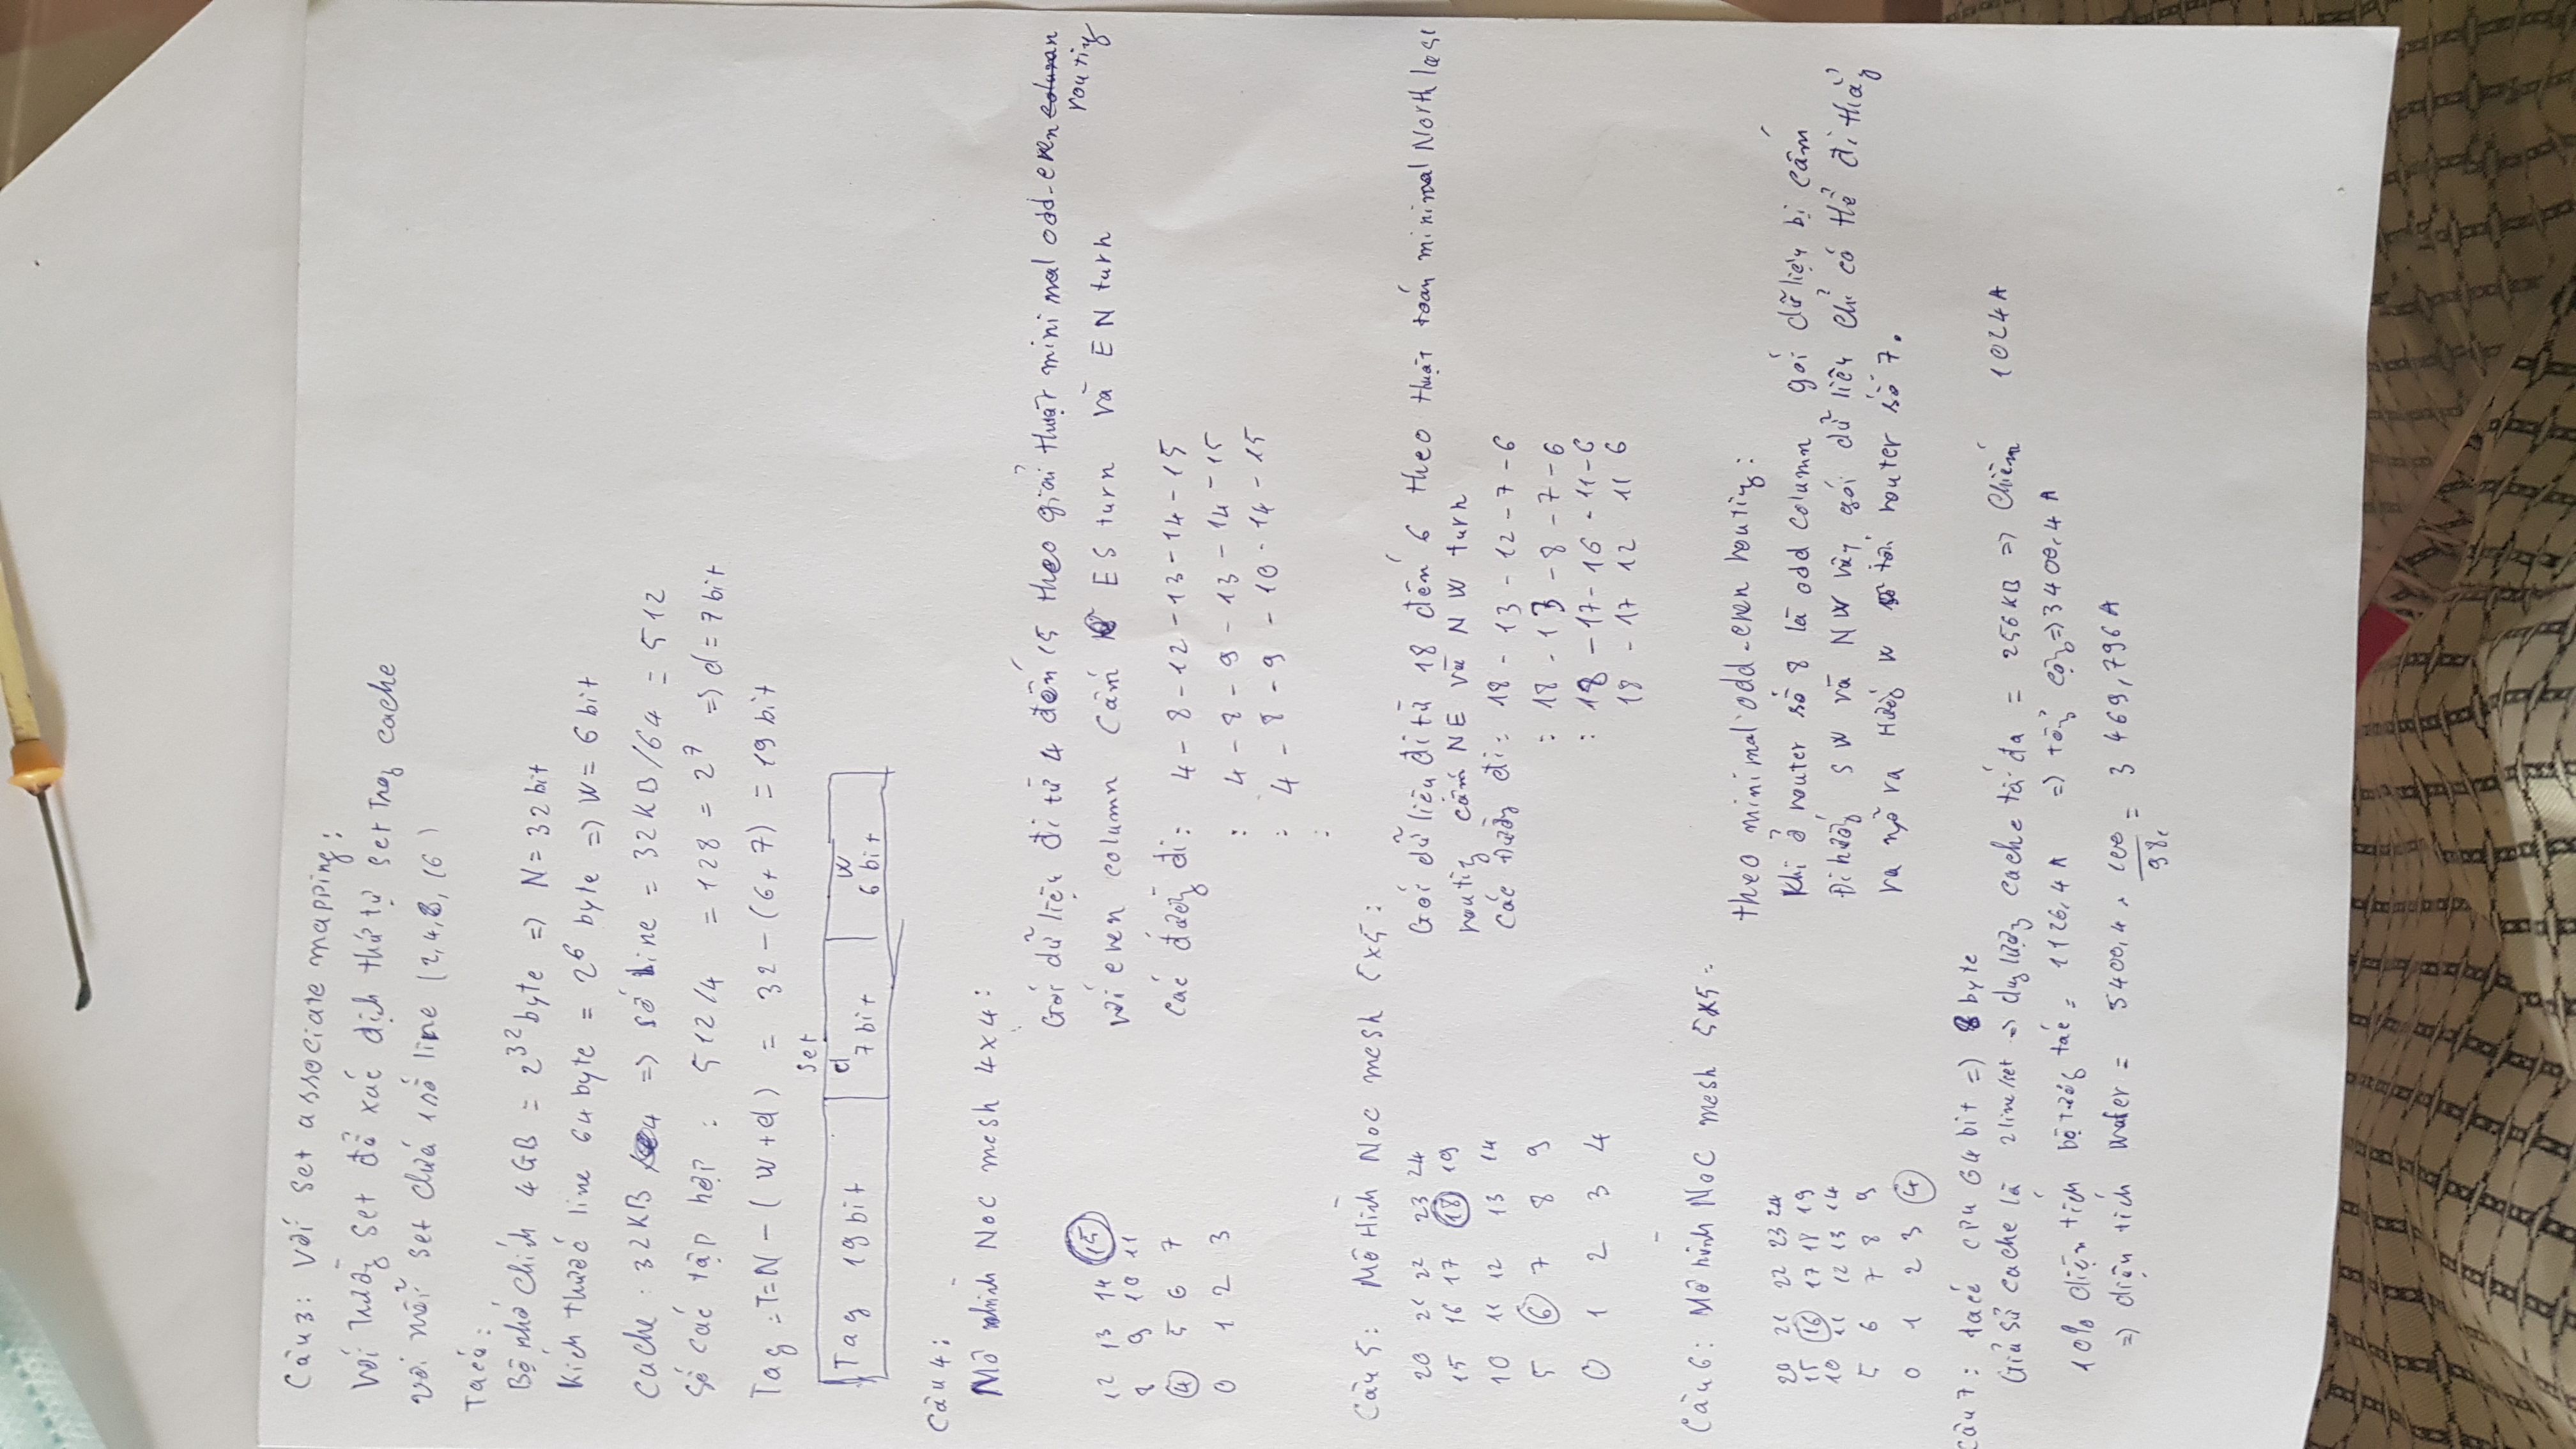 Câu 3: Với set associate mapping:
Với trường set để xác định thứ tự set trong cache
với mỗi set chứa 1 số line (2,4,8,16)
Ta có:
Bộ nhớ chính 4GB = 2^32 byte => N = 32 bit
Kích thước line 64 byte = 2^6 byte => W = 6 bit
Cache : 32KB => số line = 32KB/64 = 512
Số các tập hợp : 512/4 = 128 = 2^7 => d = 7 bit
Tag = T = N - (W+d) = 32 - (6+7) = 19 bit
Set
Tag 19 bit d 7 bit W 6 bit
Câu 4:
Mô hình NoC mesh 4x4:
Gói dữ liệu đi từ 4 đến 15 theo giải thuật minimal odd-even routing
với even column cấm ES turn và EN turn
12 13 14 15
8 9 10 11
4 5 6 7
0 1 2 3
Các đường đi: 4 - 8 - 12 - 13 - 14 - 15
: 4 - 8 - 9 - 13 - 14 - 15
: 4 - 8 - 9 - 10 - 14 - 15
:
Câu 5: Mô Hình NoC mesh 5x5:
20 21 22 23 24
15 16 17 18 19
10 11 12 13 14
5 6 7 8 9
0 1 2 3 4
Gói dữ liệu đi từ 18 đến 6 theo thuật toán minimal North last
routing cấm NE và NW turn
Các đường đi: 18 - 13 - 12 - 7 - 6
: 18 - 13 - 8 - 7 - 6
: 18 - 17 - 16 - 11 - 6
18 - 17 12 11 6
Câu 6: Mô hình NoC mesh 5x5 =
20 21 22 23 24
15 16 17 18 19
10 11 12 13 14
5 6 7 8 9
0 1 2 3 4
theo minimal odd-even routing:
Khi ở router số 8 là odd column gói dữ liệu bị cấm
Đi hướng SW và NW vậy gói dữ liệu chỉ có thể đi thẳng
ra ngõ ra Hướng W tới router số 7.
Câu 7: ta có CPU 64 bit => 8 byte
Giả sử cache là 2 line/set => dung lượng cache tối đa = 256KB => Chiếm 1024A
10% diện tích bộ tương tác = 1126,4A => tổng cộng => 3400,4A
=> diện tích wafer = 5400,4 . 100/98 = 3469,796A